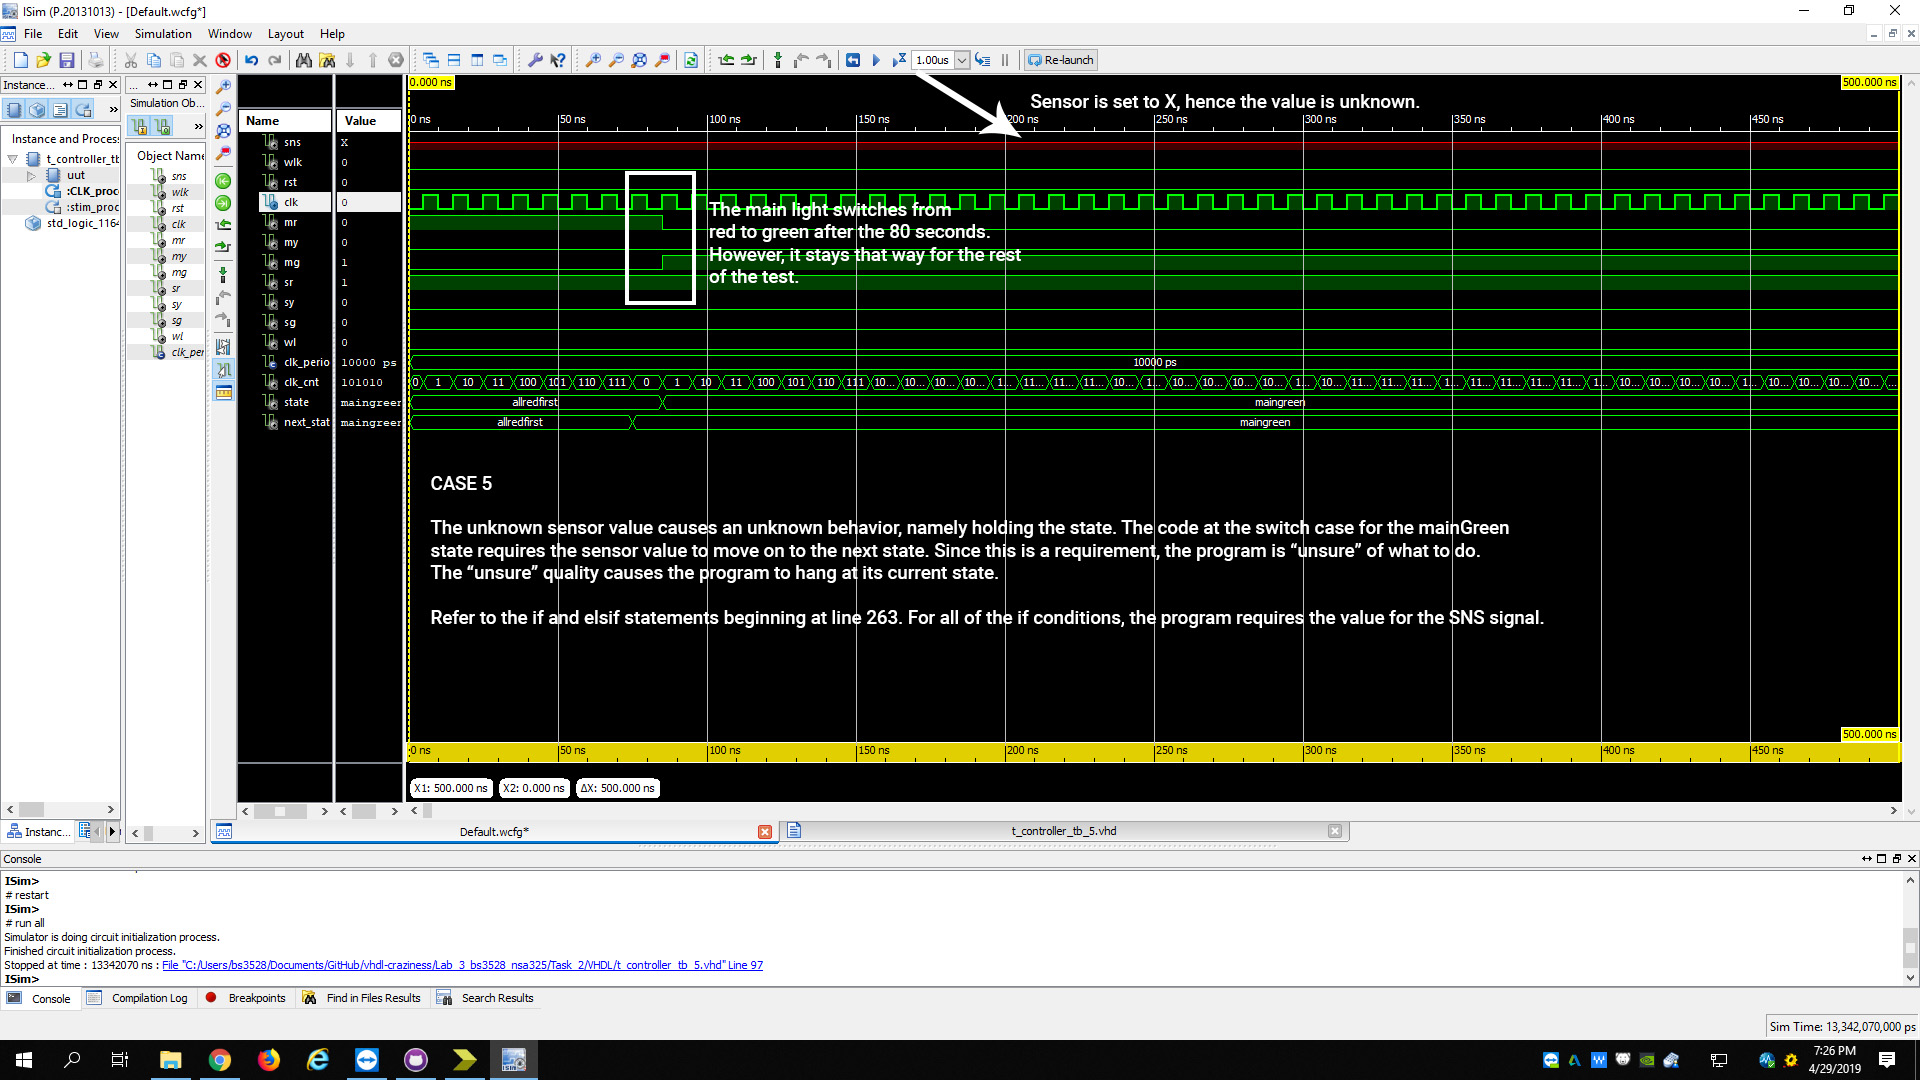 ISim (P.20131013) - [Default.wcfg*]
File Edit View Simulation Window Layout Help
1.00us Re-launch
Instance...
...
Simulation Ob...
Instance and Process
t_controller_tb
uut
:CLK_proc
:stim_proc
std_logic_1164
Object Name
sns
wlk
rst
clk
mr
my
mg
sr
sy
sg
wl
clk_per
Name Value
sns X
wlk 0
rst 0
clk 0
mr 0
my 0
mg 1
sr 1
sy 0
sg 0
wl 0
clk_perio 10000 ps
clk_cnt 101010
state maingreen
next_stat maingreen
0.000 ns 500.000 ns
Sensor is set to X, hence the value is unknown.
0 ns 50 ns 100 ns 150 ns 200 ns 250 ns 300 ns 350 ns 400 ns 450 ns
The main light switches from
red to green after the 80 seconds.
However, it stays that way for the rest
of the test.
10000 ps
0 1 10 11 100 101 110 111 0 1 10 11 100 101 110 111 10... 10... 10... 10... 1... 11... 11... 11... 1... 10... 10... 10... 10... 1... 10... 11... 11... 11... 1... 11... 11... 11... 1... 10... 10... 10... 10... 1... 10... 10... 10... ...
allredfirst maingreen
allredfirst maingreen
CASE 5
The unknown sensor value causes an unknown behavior, namely holding the state. The code at the switch case for the mainGreen
state requires the sensor value to move on to the next state. Since this is a requirement, the program is “unsure” of what to do.
The “unsure” quality causes the program to hang at its current state.
Refer to the if and elsif statements beginning at line 263. For all of the if conditions, the program requires the value for the SNS signal.
500.000 ns
0 ns 50 ns 100 ns 150 ns 200 ns 250 ns 300 ns 350 ns 400 ns 450 ns
X1: 500.000 ns X2: 0.000 ns ΔX: 500.000 ns
Instanc...
Default.wcfg* t_controller_tb_5.vhd
Console
ISim>
# restart
ISim>
# run all
Simulator is doing circuit initialization process.
Finished circuit initialization process.
Stopped at time : 13342070 ns : File "C:/Users/bs3528/Documents/GitHub/vhdl-craziness/Lab_3_bs3528_nsa325/Task_2/VHDL/t_controller_tb_5.vhd" Line 97
ISim>
Console Compilation Log Breakpoints Find in Files Results Search Results
Sim Time: 13,342,070,000 ps
7:26 PM
4/29/2019